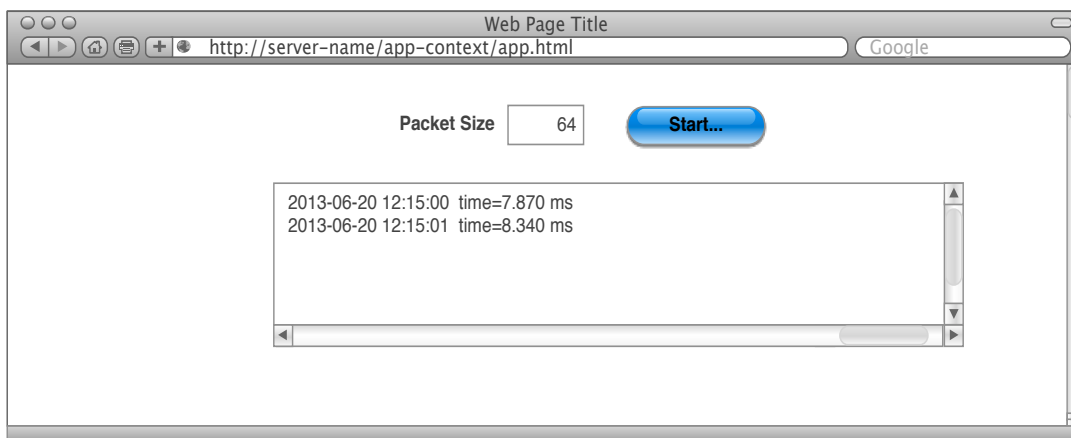 Web Page Title
http://server-name/app-context/app.html
Google
Packet Size
64
Start...
2013-06-20 12:15:00 time=7.870 ms
2013-06-20 12:15:01 time=8.340 ms